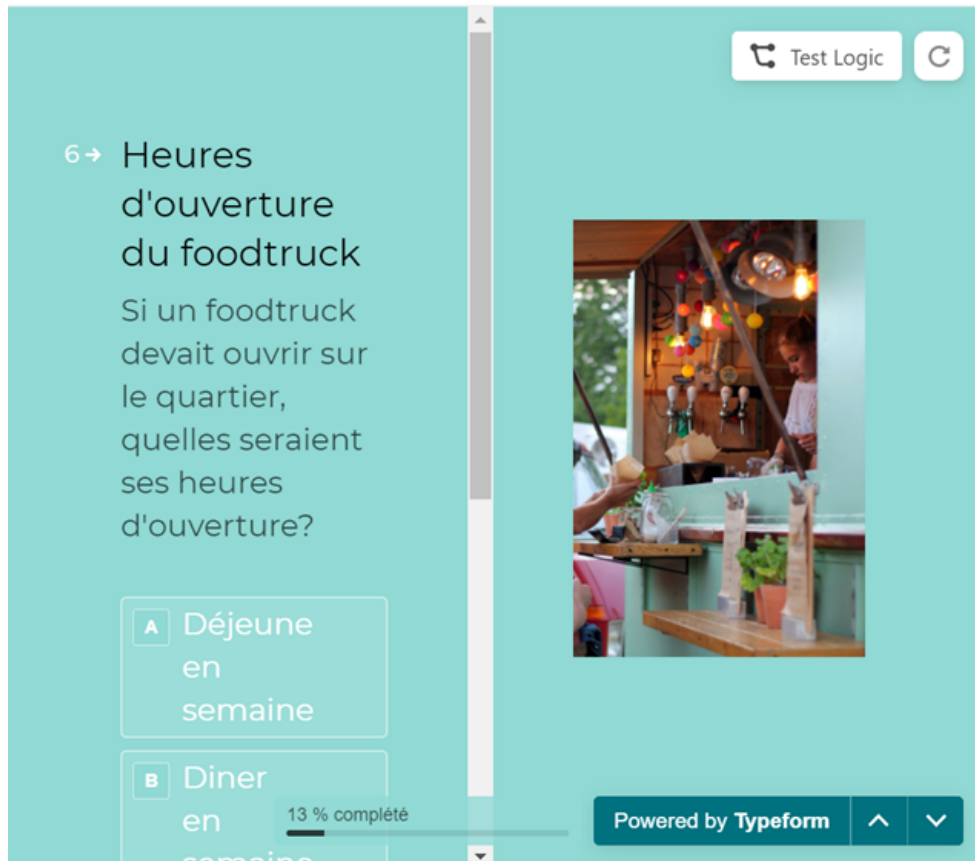 Test Logic
6→ Heures
d'ouverture
du foodtruck
Si un foodtruck
devait ouvrir sur
le quartier,
quelles seraient
ses heures
d'ouverture?
A Déjeune
en
semaine
B Diner
en
semaine
13 % complété
Powered by Typeform